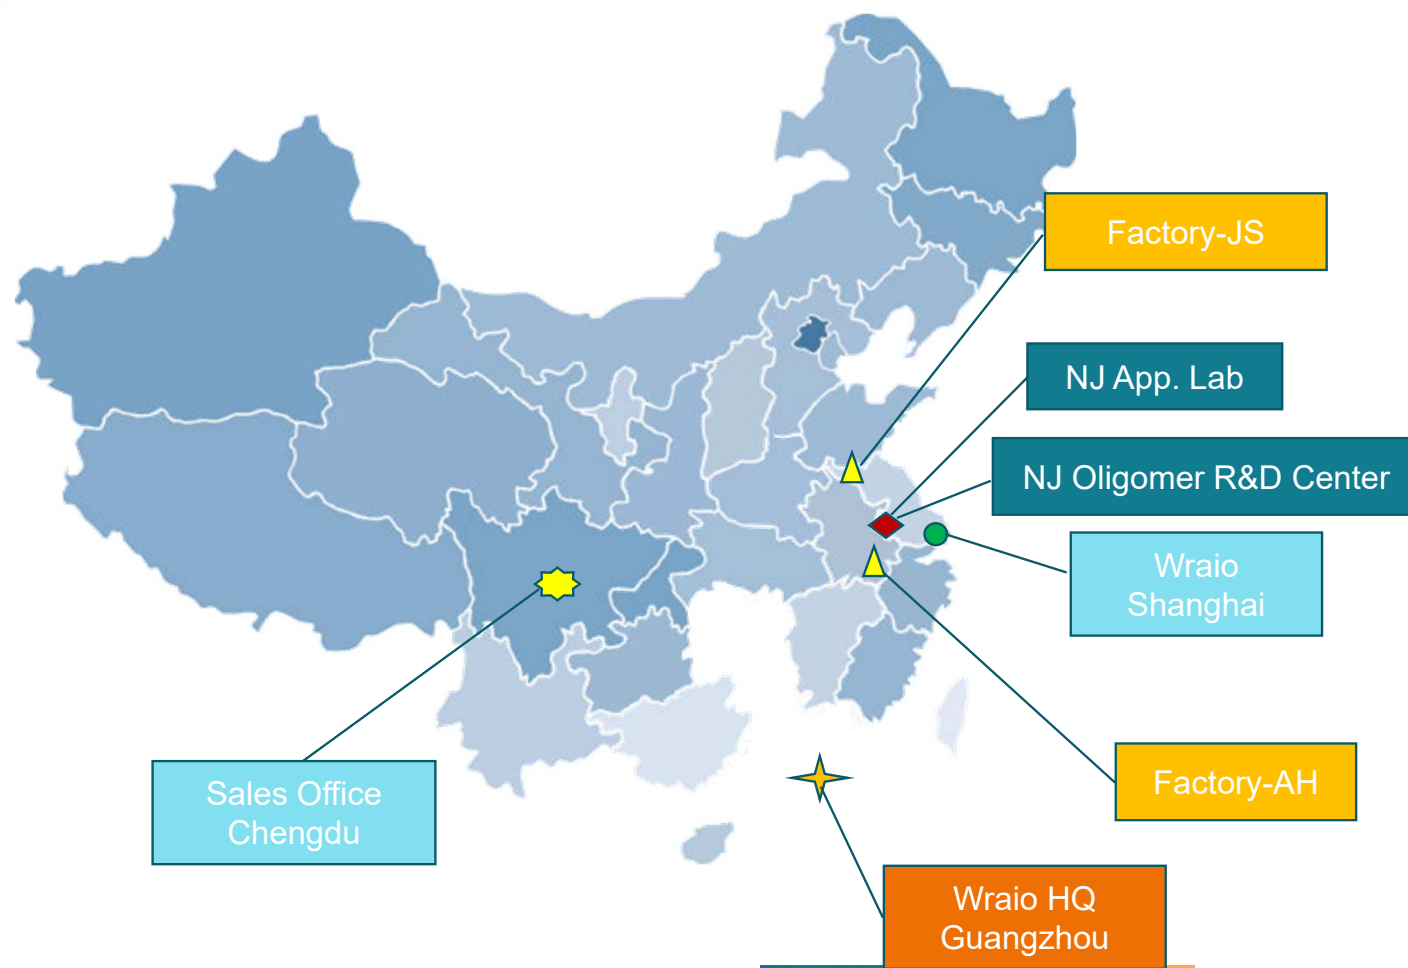 Factory-JS
NJ App. Lab
NJ Oligomer R&D Center
Wraio
Shanghai
Factory-AH
Sales Office
Chengdu
Wraio HQ
Guangzhou